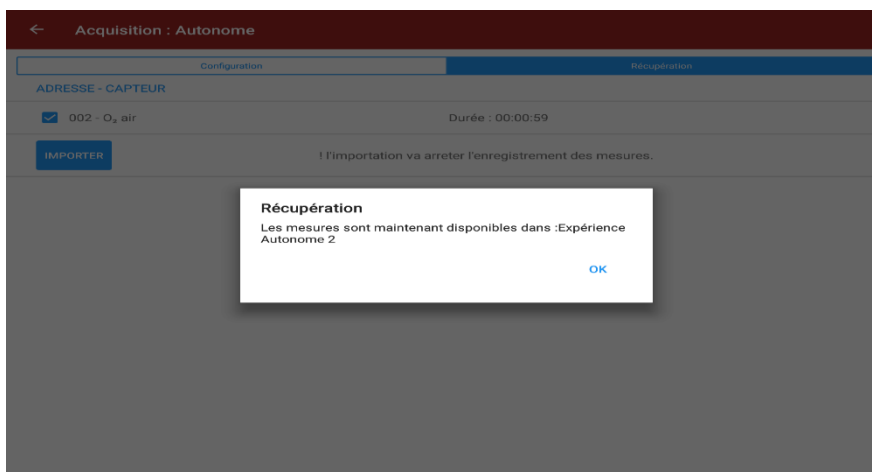 Acquisition : Autonome
Configuration
Récupération
ADRESSE - CAPTEUR
002 - O₂ air
Durée : 00:00:59
IMPORTER
! l'importation va arreter l'enregistrement des mesures.
Récupération
Les mesures sont maintenant disponibles dans :Expérience
Autonome 2
OK